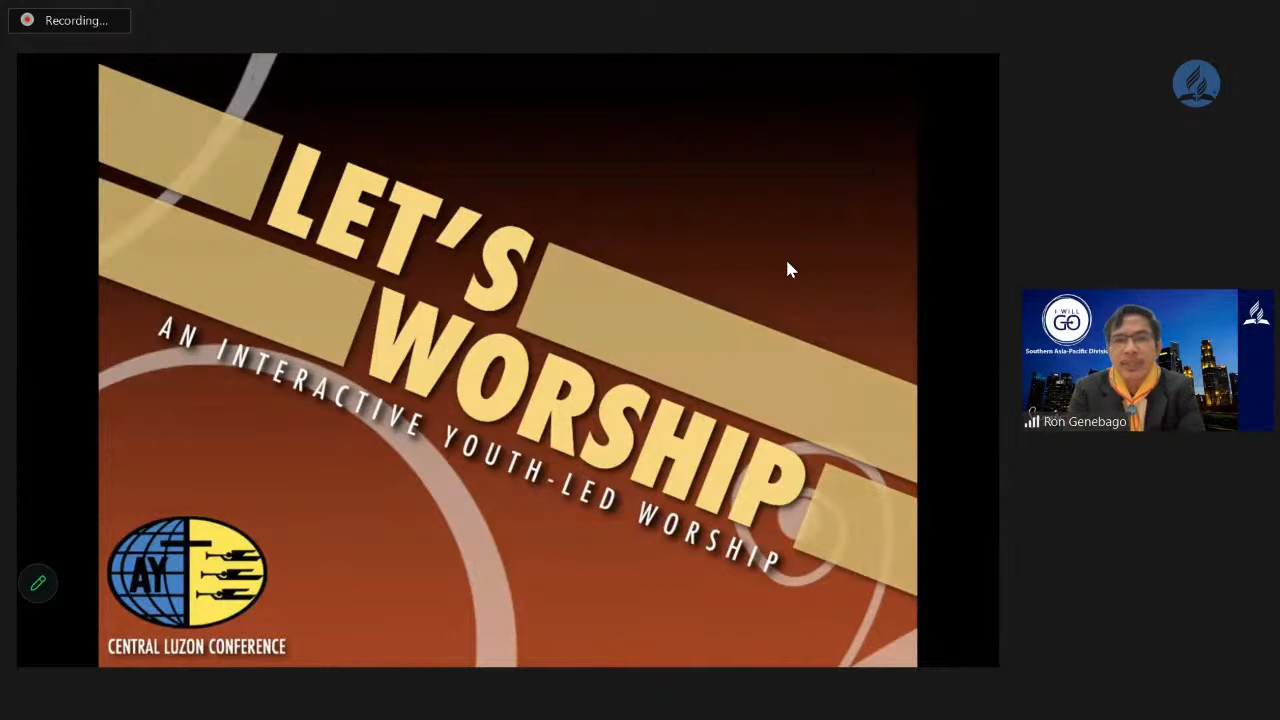 Recording...
LET'S
WORSHIP
AN INTERACTIVE YOUTH-LED WORSHIP
AY
CENTRAL LUZON CONFERENCE
I WILL
GO
Southern Asia-Pacific Divisi
Ron Genebago